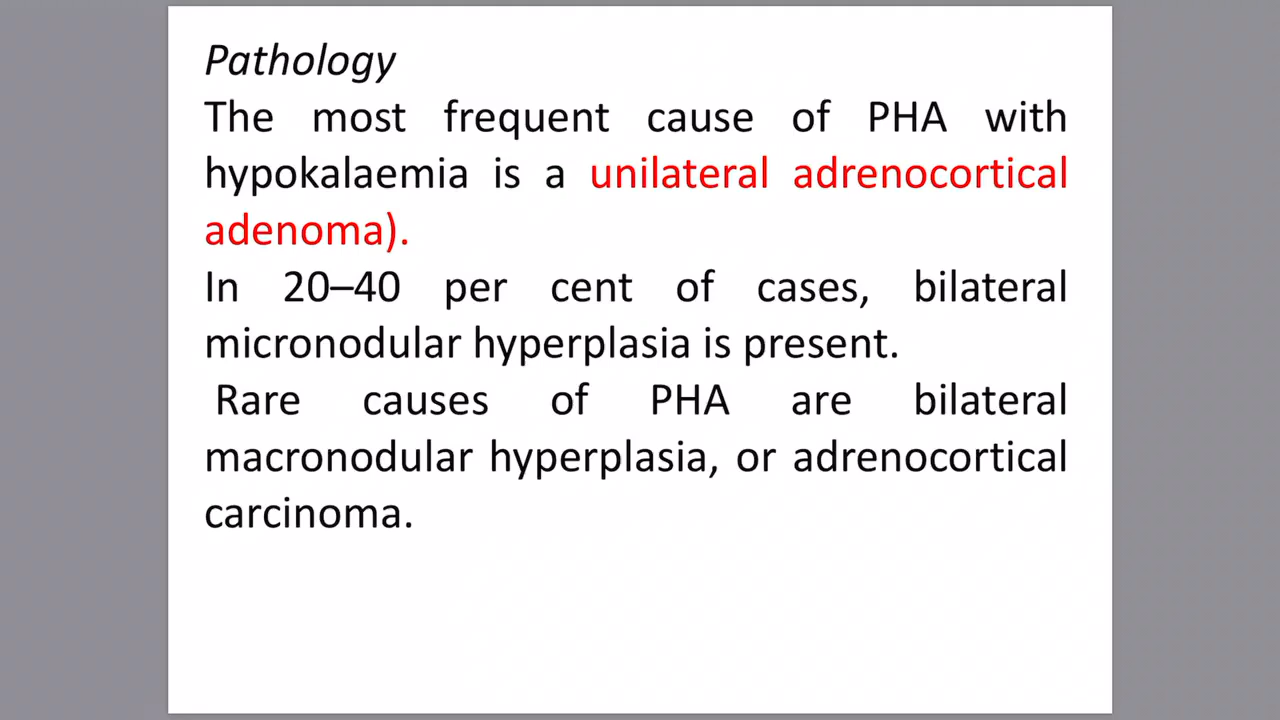 Pathology
The most frequent cause of PHA with
hypokalaemia is a unilateral adrenocortical
adenoma).
In 20–40 per cent of cases, bilateral
micronodular hyperplasia is present.
Rare causes of PHA are bilateral
macronodular hyperplasia, or adrenocortical
carcinoma.